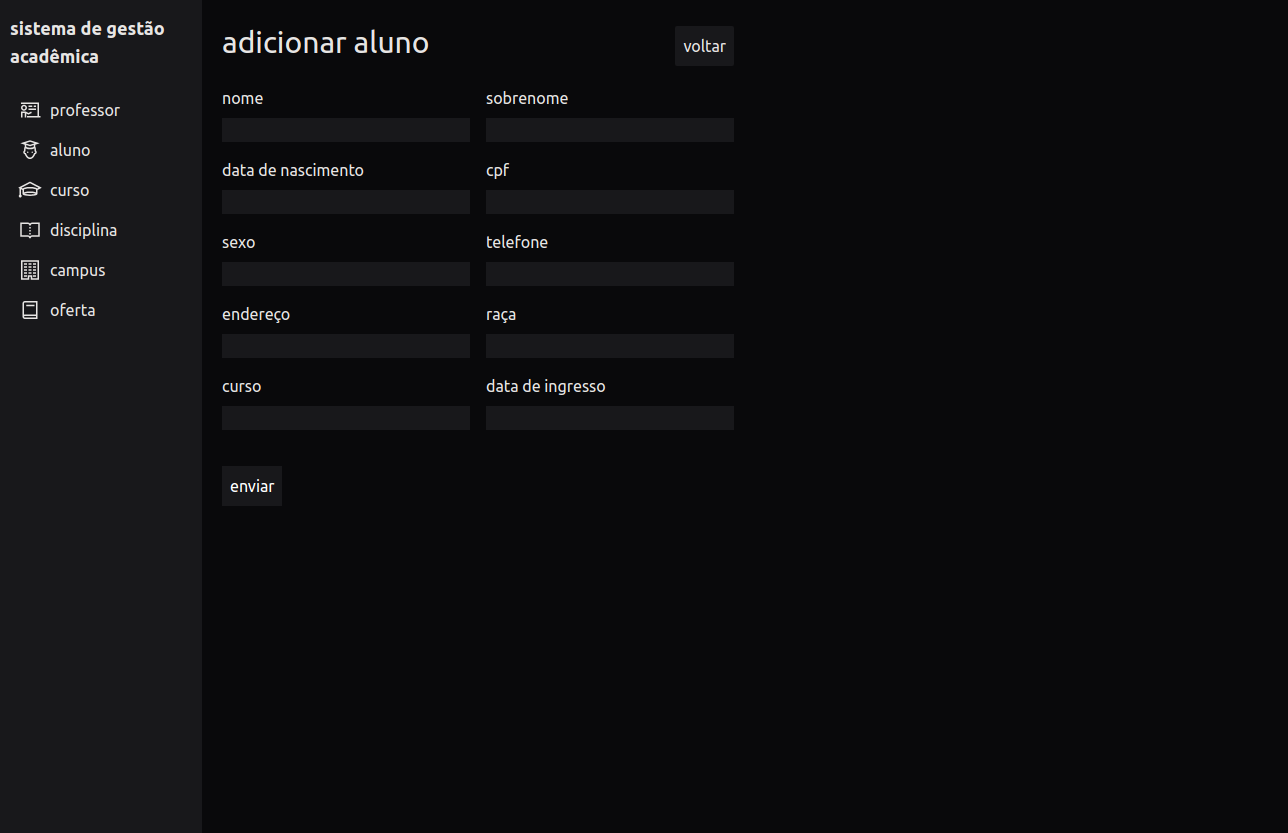 sistema de gestão
acadêmica
professor
aluno
curso
disciplina
campus
oferta
adicionar aluno
voltar
nome
sobrenome
data de nascimento
cpf
sexo
telefone
endereço
raça
curso
data de ingresso
enviar